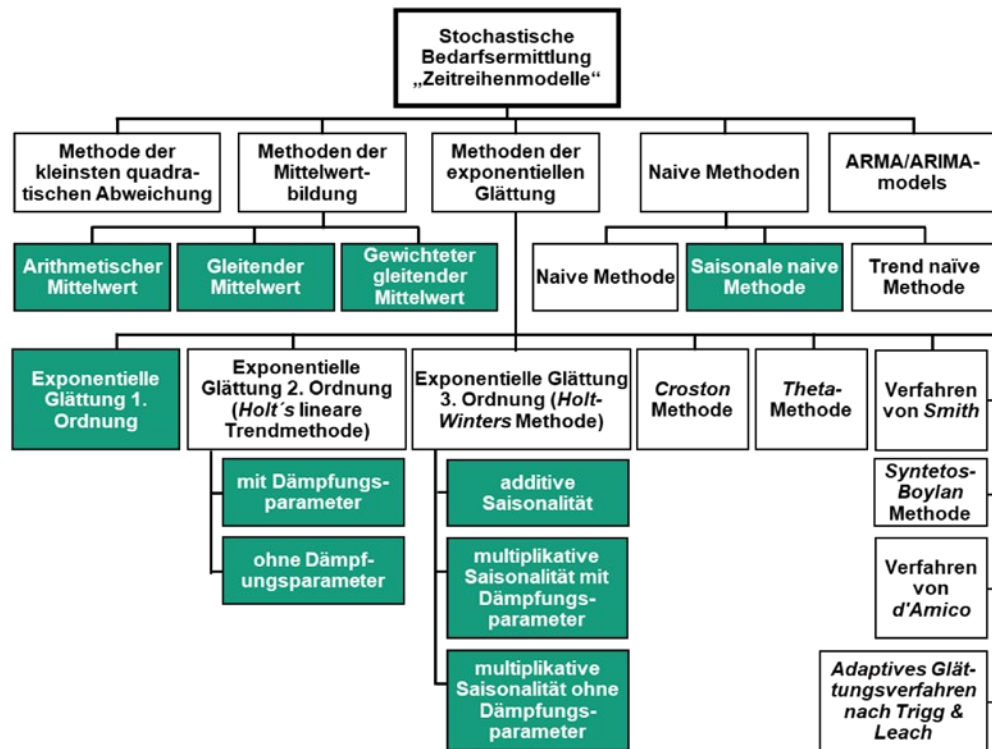 Stochastische
Bedarfsermittlung
„Zeitreihenmodelle“
Methode der
kleinsten quadra-
tischen Abweichung
Methoden der
Mittelwert-
bildung
Methoden der
exponentiellen
Glättung
Naive Methoden
ARMA/ARIMA-
models
Arithmetischer
Mittelwert
Gleitender
Mittelwert
Gewichteter
gleitender
Mittelwert
Naive Methode
Saisonale naive
Methode
Trend naïve
Methode
Exponentielle
Glättung 1.
Ordnung
Exponentielle
Glättung 2. Ordnung
(Holt´s lineare
Trendmethode)
Exponentielle Glättung
3. Ordnung (Holt-
Winters Methode)
Croston
Methode
Theta-
Methode
Verfahren
von Smith
mit Dämpfungs-
parameter
ohne Dämpf-
ungsparameter
additive
Saisonalität
multiplikative
Saisonalität mit
Dämpfungs-
parameter
multiplikative
Saisonalität ohne
Dämpfungs-
parameter
Syntetos-
Boylan
Methode
Verfahren
von
d'Amico
Adaptives Glät-
tungsverfahren
nach Trigg &
Leach